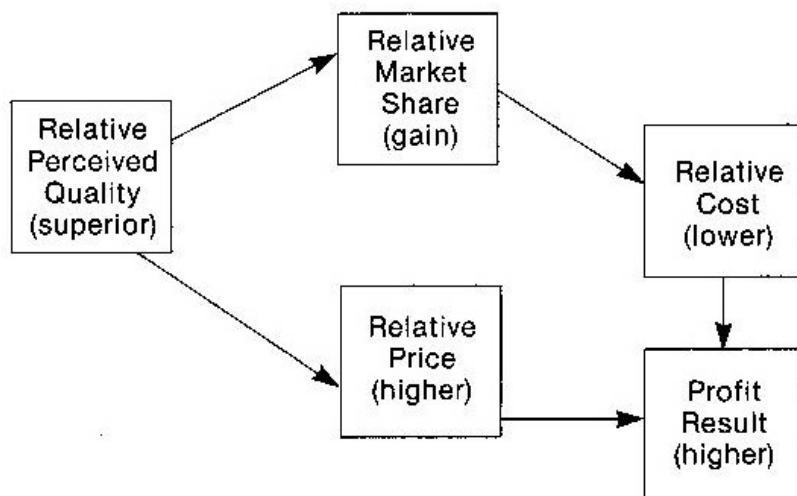 Relative
Market
Share
(gain)
Relative
Perceived
Quality
(superior)
Relative
Cost
(lower)
Relative
Price
(higher)
Profit
Result
(higher)